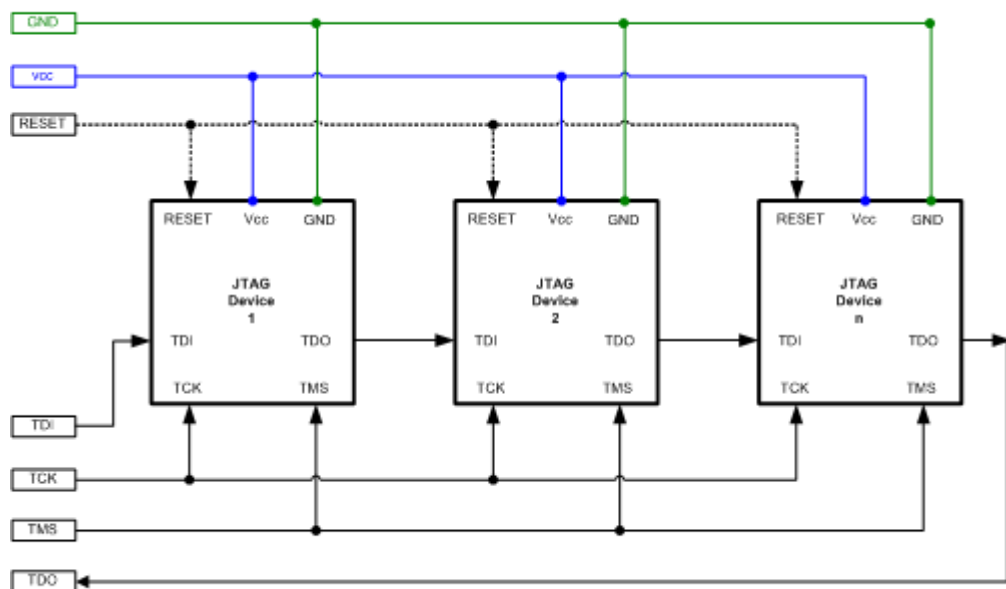 GND
vcc
RESET
RESET Vcc GND
JTAG
Device
1
TDI TDO
TCK TMS
RESET Vcc GND
JTAG
Device
2
TDI TDO
TCK TMS
RESET Vcc GND
JTAG
Device
n
TDI TDO
TCK TMS
TDI
TCK
TMS
TDO